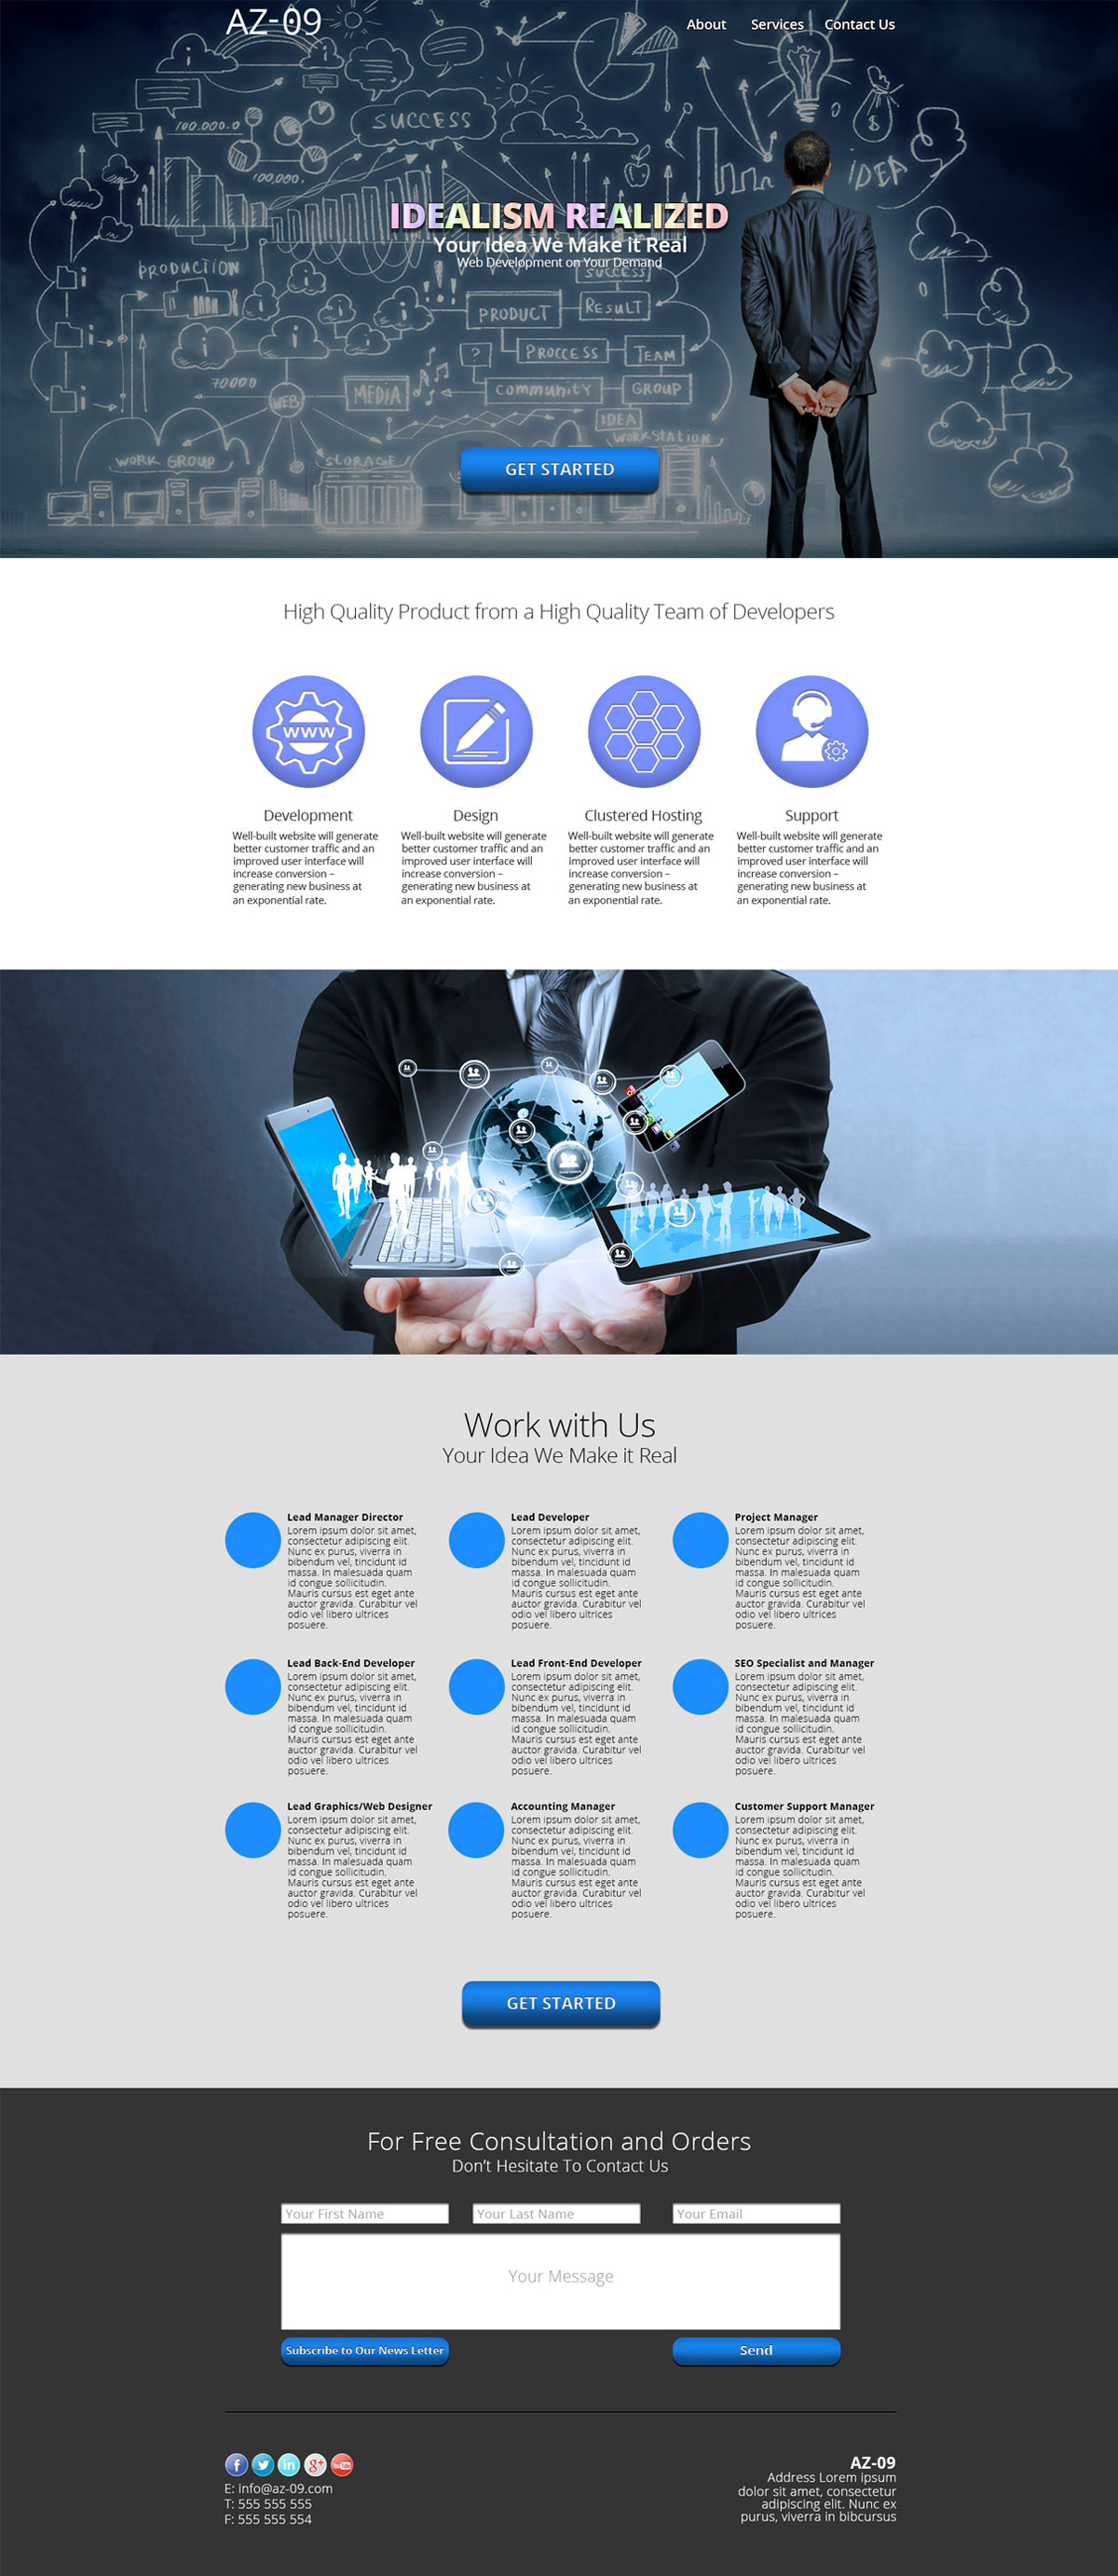 AZ-09
About Services Contact Us
SUCCESS
100.000.0
100,000,
IDEA
IDEALISM REALIZED
Your Idea We Make it Real
Web Development on Your Demand
SUCCESS
PRODUCTION
PRODUCT
RESULT
?
PROCCESS
TEAM
70000
MEDIA
COMMUNITY
GROUP
WEB
IDEA
WORKSTATION
WORK GROUP
STORAGE
GET STARTED
High Quality Product from a High Quality Team of Developers
WWW
Development
Well-built website will generate
better customer traffic and an
improved user interface will
increase conversion –
generating new business at
an exponential rate.
Design
Well-built website will generate
better customer traffic and an
improved user interface will
increase conversion –
generating new business at
an exponential rate.
Clustered Hosting
Well-built website will generate
better customer traffic and an
improved user interface will
increase conversion –
generating new business at
an exponential rate.
Support
Well-built website will generate
better customer traffic and an
improved user interface will
increase conversion –
generating new business at
an exponential rate.
Work with Us
Your Idea We Make it Real
Lead Manager Director
Lorem ipsum dolor sit amet,
consectetur adipiscing elit.
Nunc ex purus, viverra in
bibendum vel, tincidunt id
massa. In malesuada quam
id congue sollicitudin.
Mauris cursus est eget ante
auctor gravida. Curabitur vel
odio vel libero ultrices
posuere.
Lead Developer
Lorem ipsum dolor sit amet,
consectetur adipiscing elit.
Nunc ex purus, viverra in
bibendum vel, tincidunt id
massa. In malesuada quam
id congue sollicitudin.
Mauris cursus est eget ante
auctor gravida. Curabitur vel
odio vel libero ultrices
posuere.
Project Manager
Lorem ipsum dolor sit amet,
consectetur adipiscing elit.
Nunc ex purus, viverra in
bibendum vel, tincidunt id
massa. In malesuada quam
id congue sollicitudin.
Mauris cursus est eget ante
auctor gravida. Curabitur vel
odio vel libero ultrices
posuere.
Lead Back-End Developer
Lorem ipsum dolor sit amet,
consectetur adipiscing elit.
Nunc ex purus, viverra in
bibendum vel, tincidunt id
massa. In malesuada quam
id congue sollicitudin.
Mauris cursus est eget ante
auctor gravida. Curabitur vel
odio vel libero ultrices
posuere.
Lead Front-End Developer
Lorem ipsum dolor sit amet,
consectetur adipiscing elit.
Nunc ex purus, viverra in
bibendum vel, tincidunt id
massa. In malesuada quam
id congue sollicitudin.
Mauris cursus est eget ante
auctor gravida. Curabitur vel
odio vel libero ultrices
posuere.
SEO Specialist and Manager
Lorem ipsum dolor sit amet,
consectetur adipiscing elit.
Nunc ex purus, viverra in
bibendum vel, tincidunt id
massa. In malesuada quam
id congue sollicitudin.
Mauris cursus est eget ante
auctor gravida. Curabitur vel
odio vel libero ultrices
posuere.
Lead Graphics/Web Designer
Lorem ipsum dolor sit amet,
consectetur adipiscing elit.
Nunc ex purus, viverra in
bibendum vel, tincidunt id
massa. In malesuada quam
id congue sollicitudin.
Mauris cursus est eget ante
auctor gravida. Curabitur vel
odio vel libero ultrices
posuere.
Accounting Manager
Lorem ipsum dolor sit amet,
consectetur adipiscing elit.
Nunc ex purus, viverra in
bibendum vel, tincidunt id
massa. In malesuada quam
id congue sollicitudin.
Mauris cursus est eget ante
auctor gravida. Curabitur vel
odio vel libero ultrices
posuere.
Customer Support Manager
Lorem ipsum dolor sit amet,
consectetur adipiscing elit.
Nunc ex purus, viverra in
bibendum vel, tincidunt id
massa. In malesuada quam
id congue sollicitudin.
Mauris cursus est eget ante
auctor gravida. Curabitur vel
odio vel libero ultrices
posuere.
GET STARTED
For Free Consultation and Orders
Don't Hesitate To Contact Us
Your First Name
Your Last Name
Your Email
Your Message
Subscribe to Our News Letter
Send
f in g+ You
E: info@az-09.com
T: 555 555 555
F: 555 555 554
AZ-09
Address Lorem ipsum
dolor sit amet, consectetur
adipiscing elit. Nunc ex
purus, viverra in bibcursus